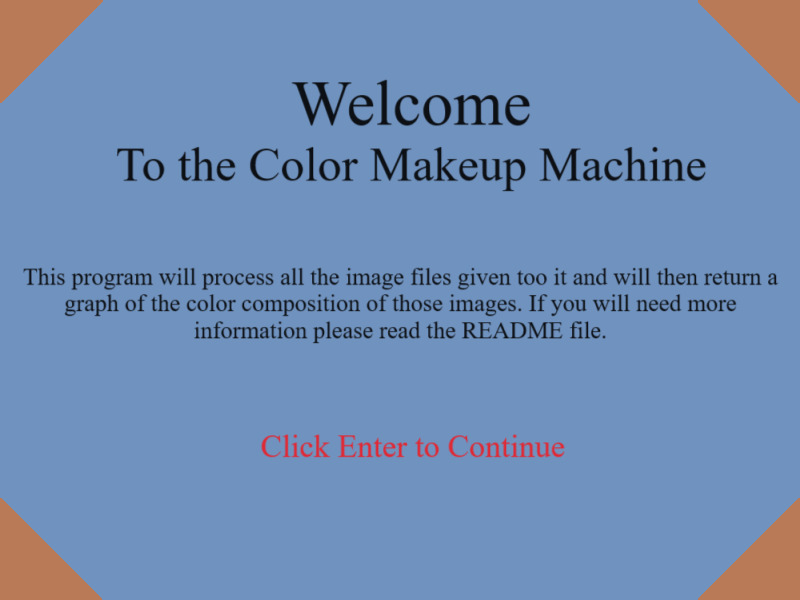 Welcome
To the Color Makeup Machine
This program will process all the image files given too it and will then return a
graph of the color composition of those images. If you will need more
information please read the README file.
Click Enter to Continue